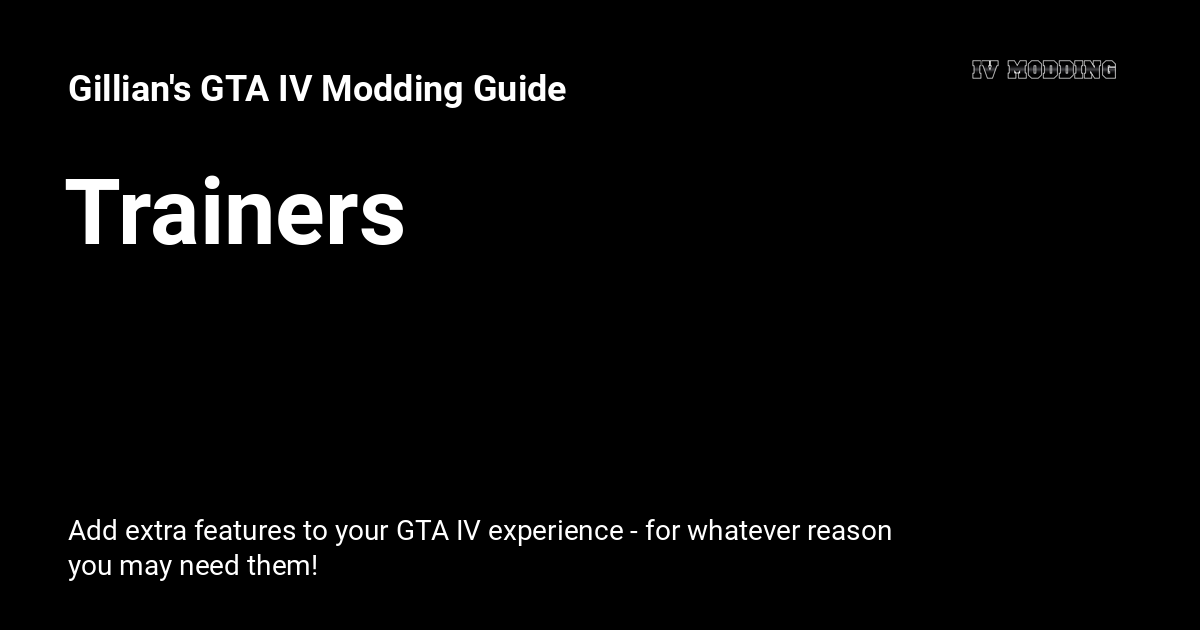 Gillian's GTA IV Modding Guide
IV MODDING
Trainers
Add extra features to your GTA IV experience - for whatever reason
you may need them!